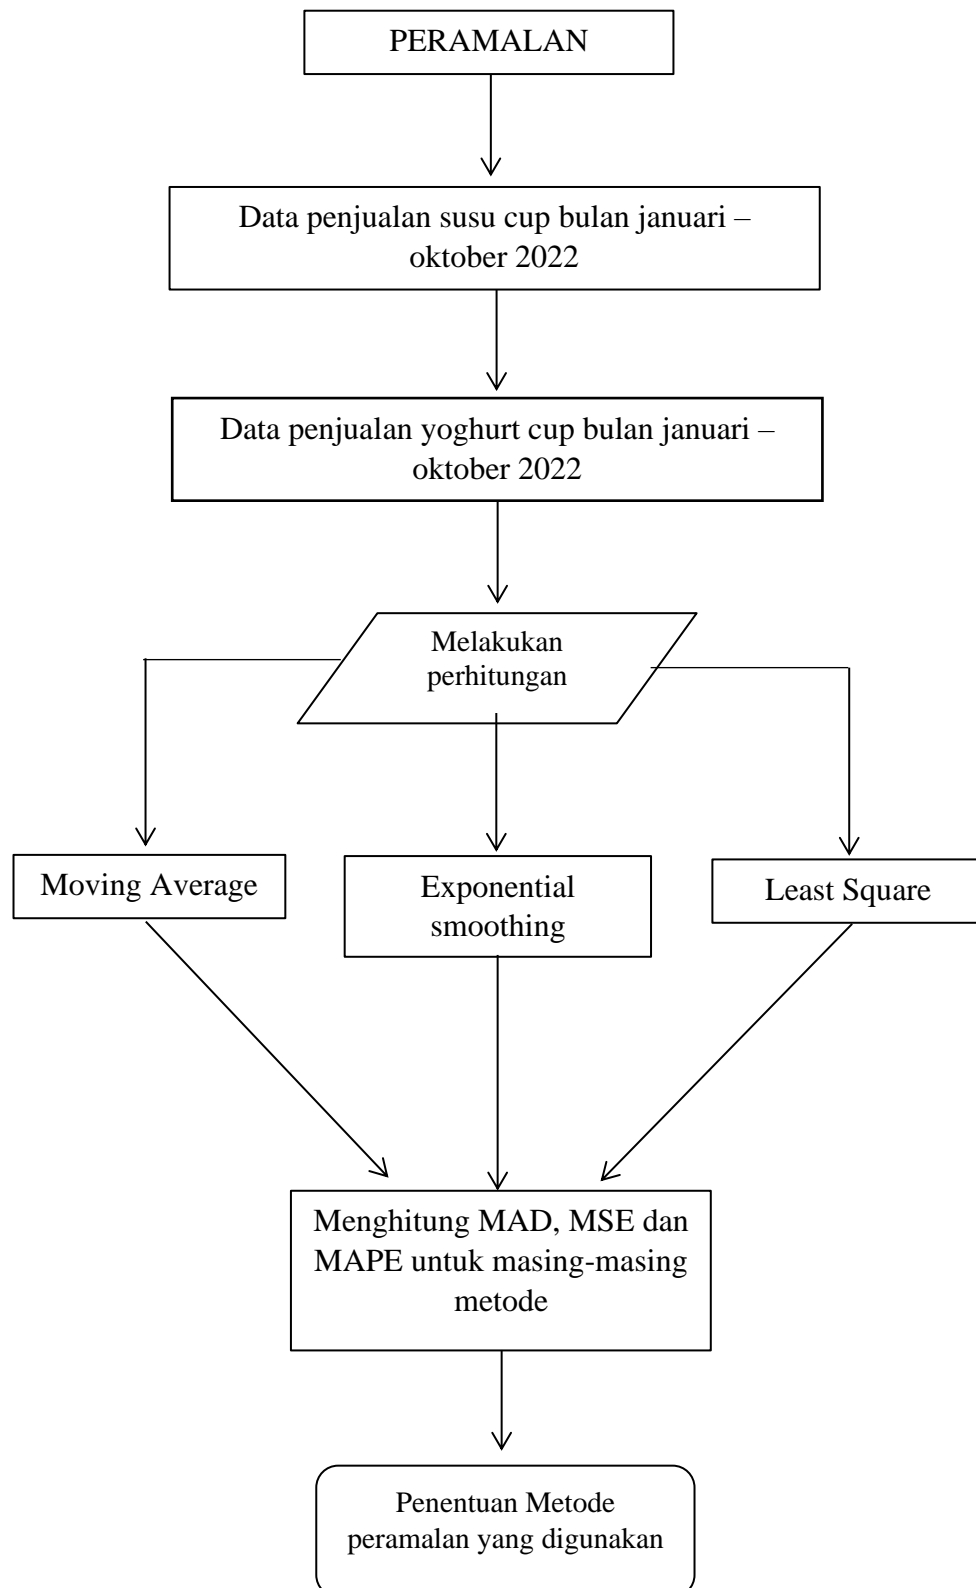 PERAMALAN
Data penjualan susu cup bulan januari –
oktober 2022
Data penjualan yoghurt cup bulan januari –
oktober 2022
Melakukan
perhitungan
Moving Average
Exponential
smoothing
Least Square
Menghitung MAD, MSE dan
MAPE untuk masing-masing
metode
Penentuan Metode
peramalan yang digunakan